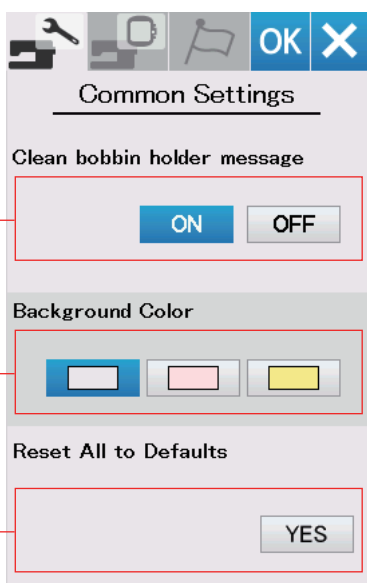 OK
Common Settings
Clean bobbin holder message
ON OFF
Background Color
Reset All to Defaults
YES